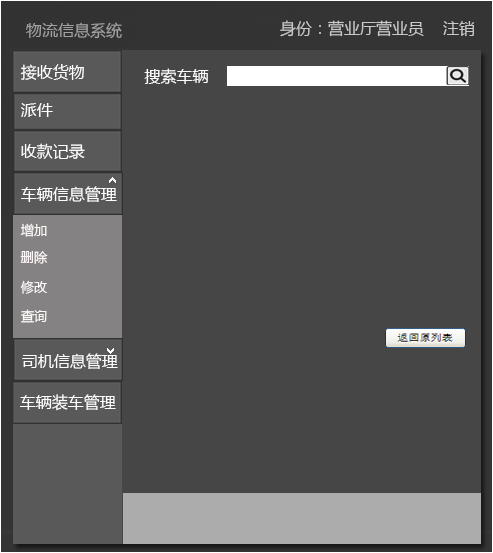 物流信息系统
身份：营业厅营业员 注销
接收货物
搜索车辆
派件
收款记录
车辆信息管理
增加
删除
修改
查询
返回原列表
司机信息管理
车辆装车管理